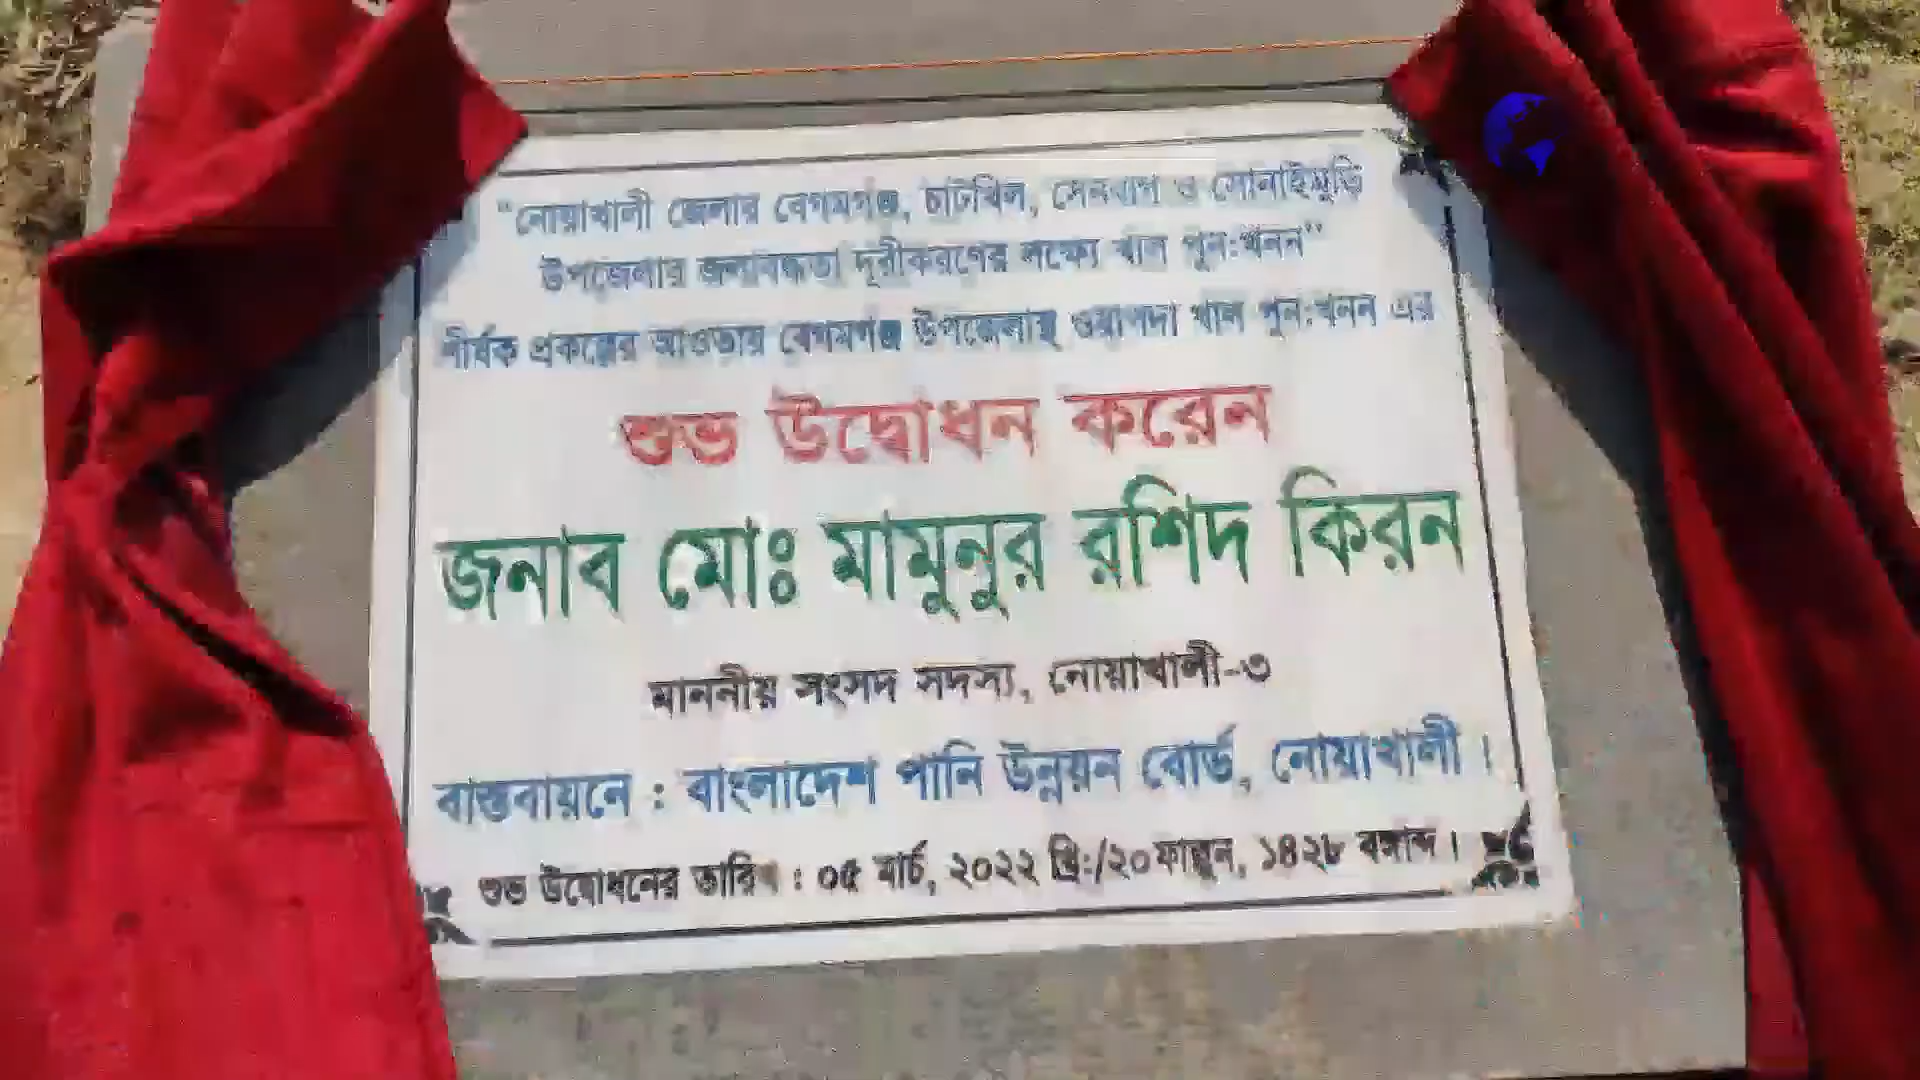 "নোয়াখালী জেলার বেগমগঞ্জ, চাটখিল, সেনবাগ ও সোনাইমুড়ি
উপজেলার জলাবদ্ধতা দূরীকরণের লক্ষ্যে খাল পুন:খনন"
শীর্ষক প্রকল্পের আওতায় বেগমগঞ্জ উপজেলাস্থ ওয়াপদা খাল পুন:খনন এর
শুভ উদ্বোধন করেন
জনাব মোঃ মামুনুর রশিদ কিরন
মাননীয় সংসদ সদস্য, নোয়াখালী-৩
বাস্তবায়নে : বাংলাদেশ পানি উন্নয়ন বোর্ড, নোয়াখালী ।
শুভ উদ্বোধনের তারিখ : ০৫ মার্চ, ২০২২ খ্রি:/২০ফাল্গুন, ১৪২৮ বঙ্গাব্দ ।